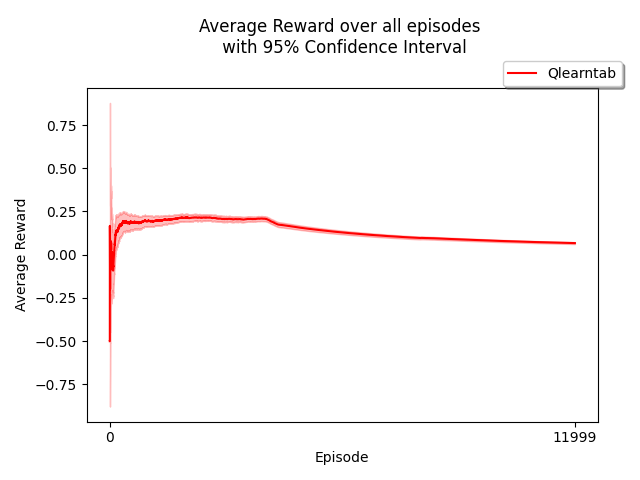 Average Reward over all episodes
with 95% Confidence Interval
Qlearntab
0.75
0.50
0.25
0.00
−0.25
−0.50
−0.75
Average Reward
0
11999
Episode